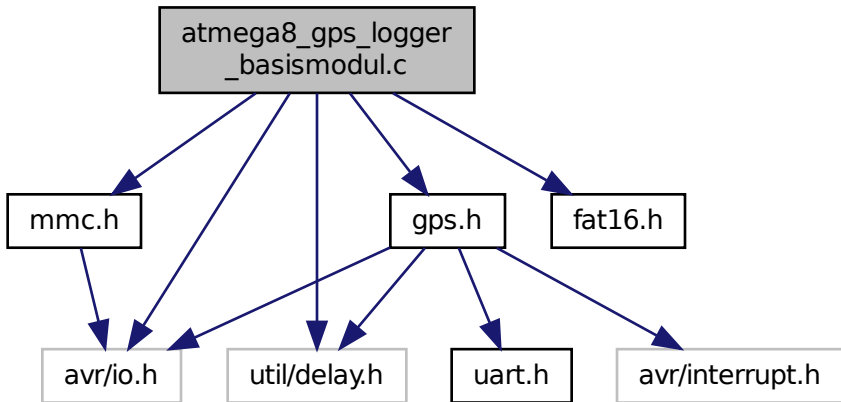 atmega8_gps_logger
_basismodul.c
mmc.h
gps.h
fat16.h
avr/io.h
util/delay.h
uart.h
avr/interrupt.h